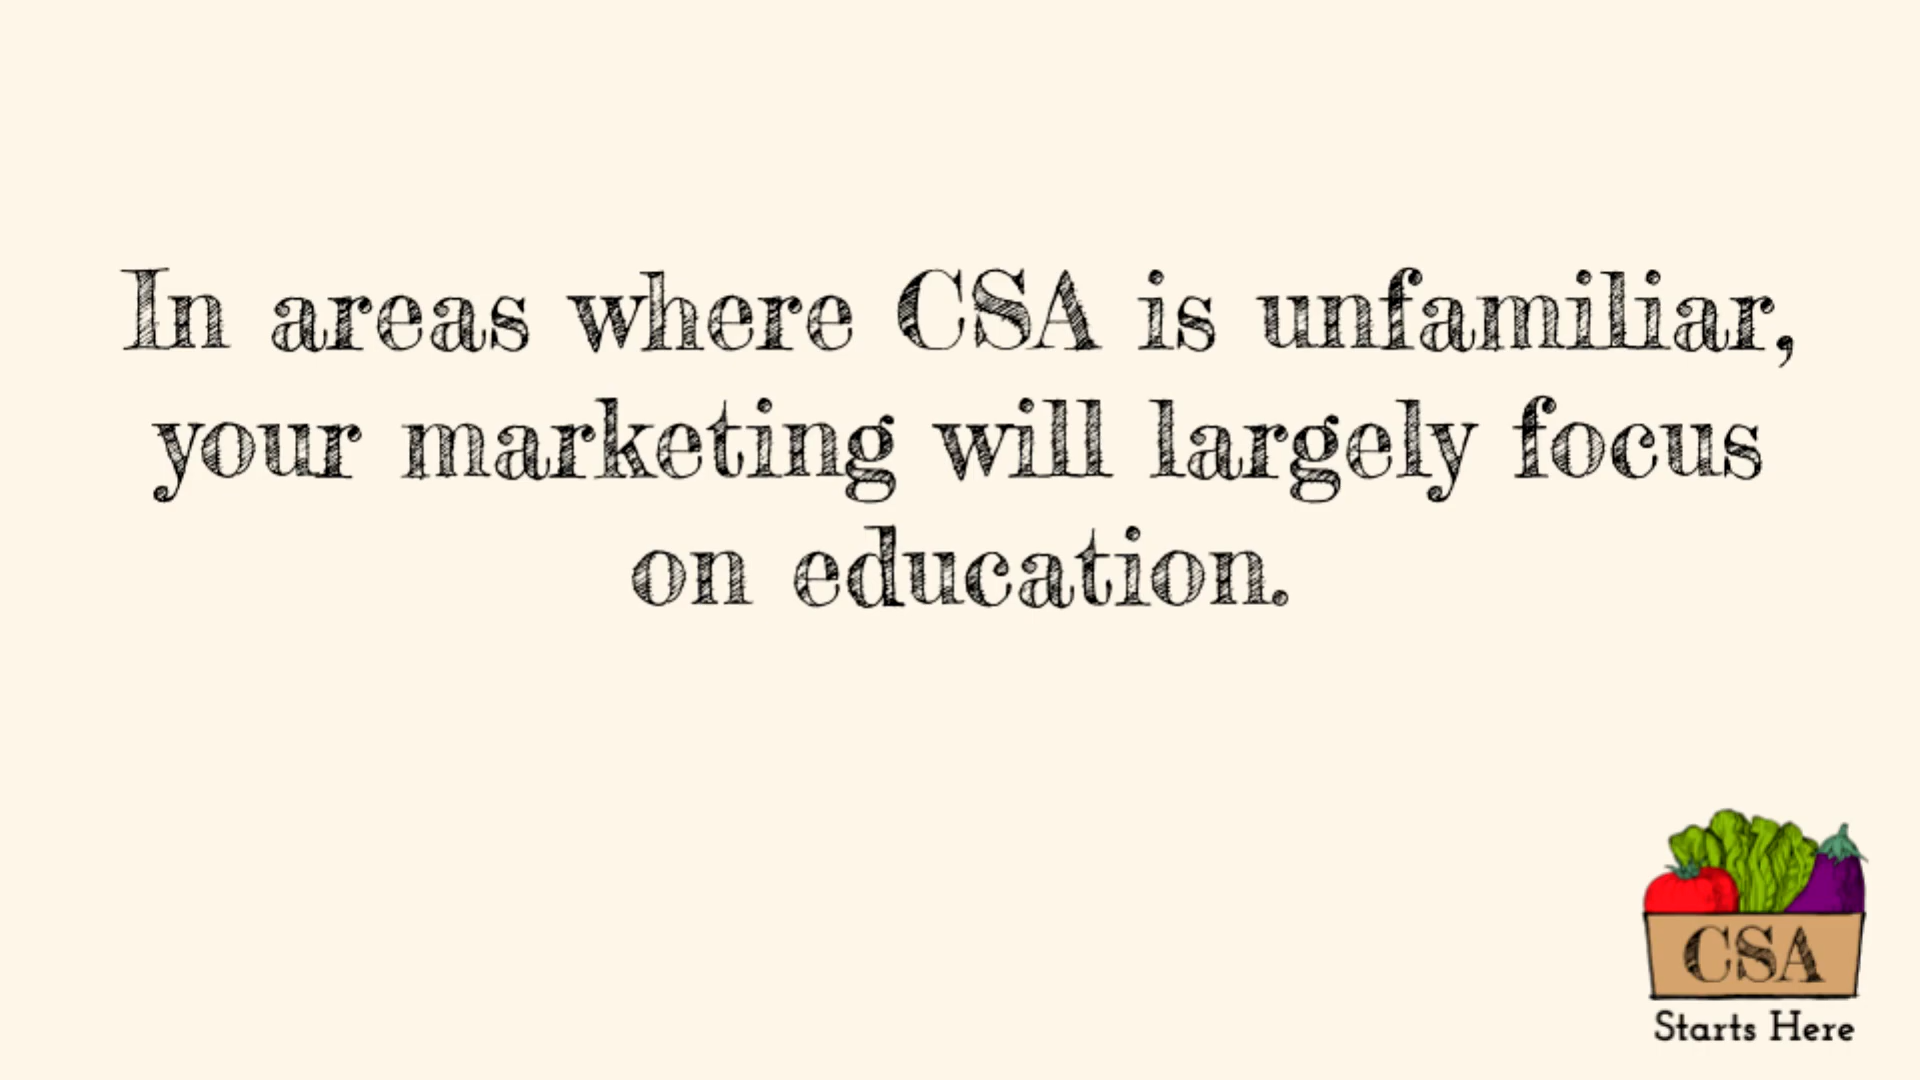 In areas where CSA is unfamiliar,
your marketing will largely focus
on education.
CSA
Starts Here